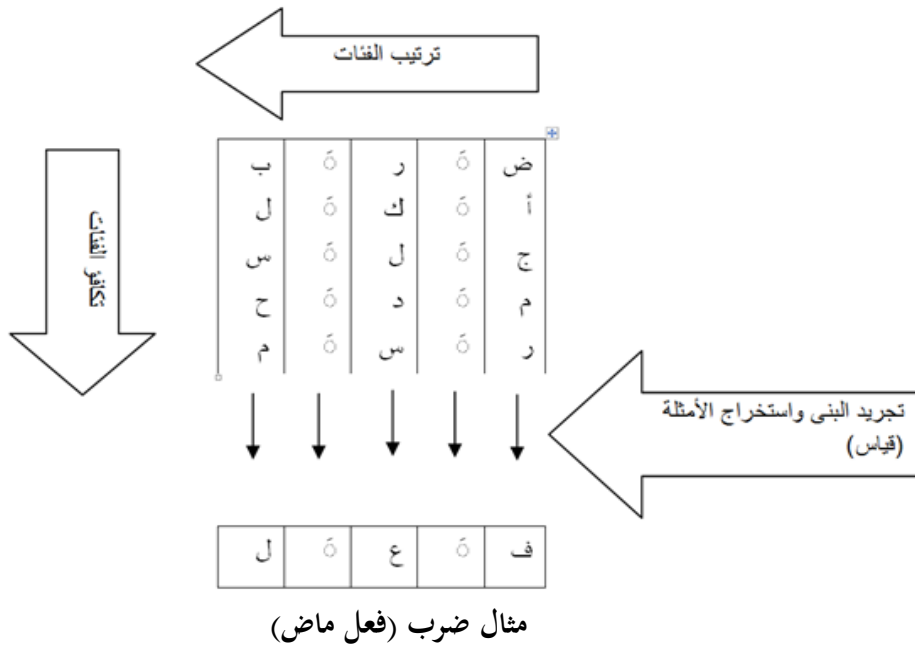 ترتيب الفئات
تكافؤ الفئات
ض َ ر َ ب
أ َ ك َ ل
ج َ ل َ س
م َ د َ ح
ر َ س َ م
تجريد البنى واستخراج الأمثلة
(قياس)
ف َ ع َ ل
مثال ضرب (فعل ماض)